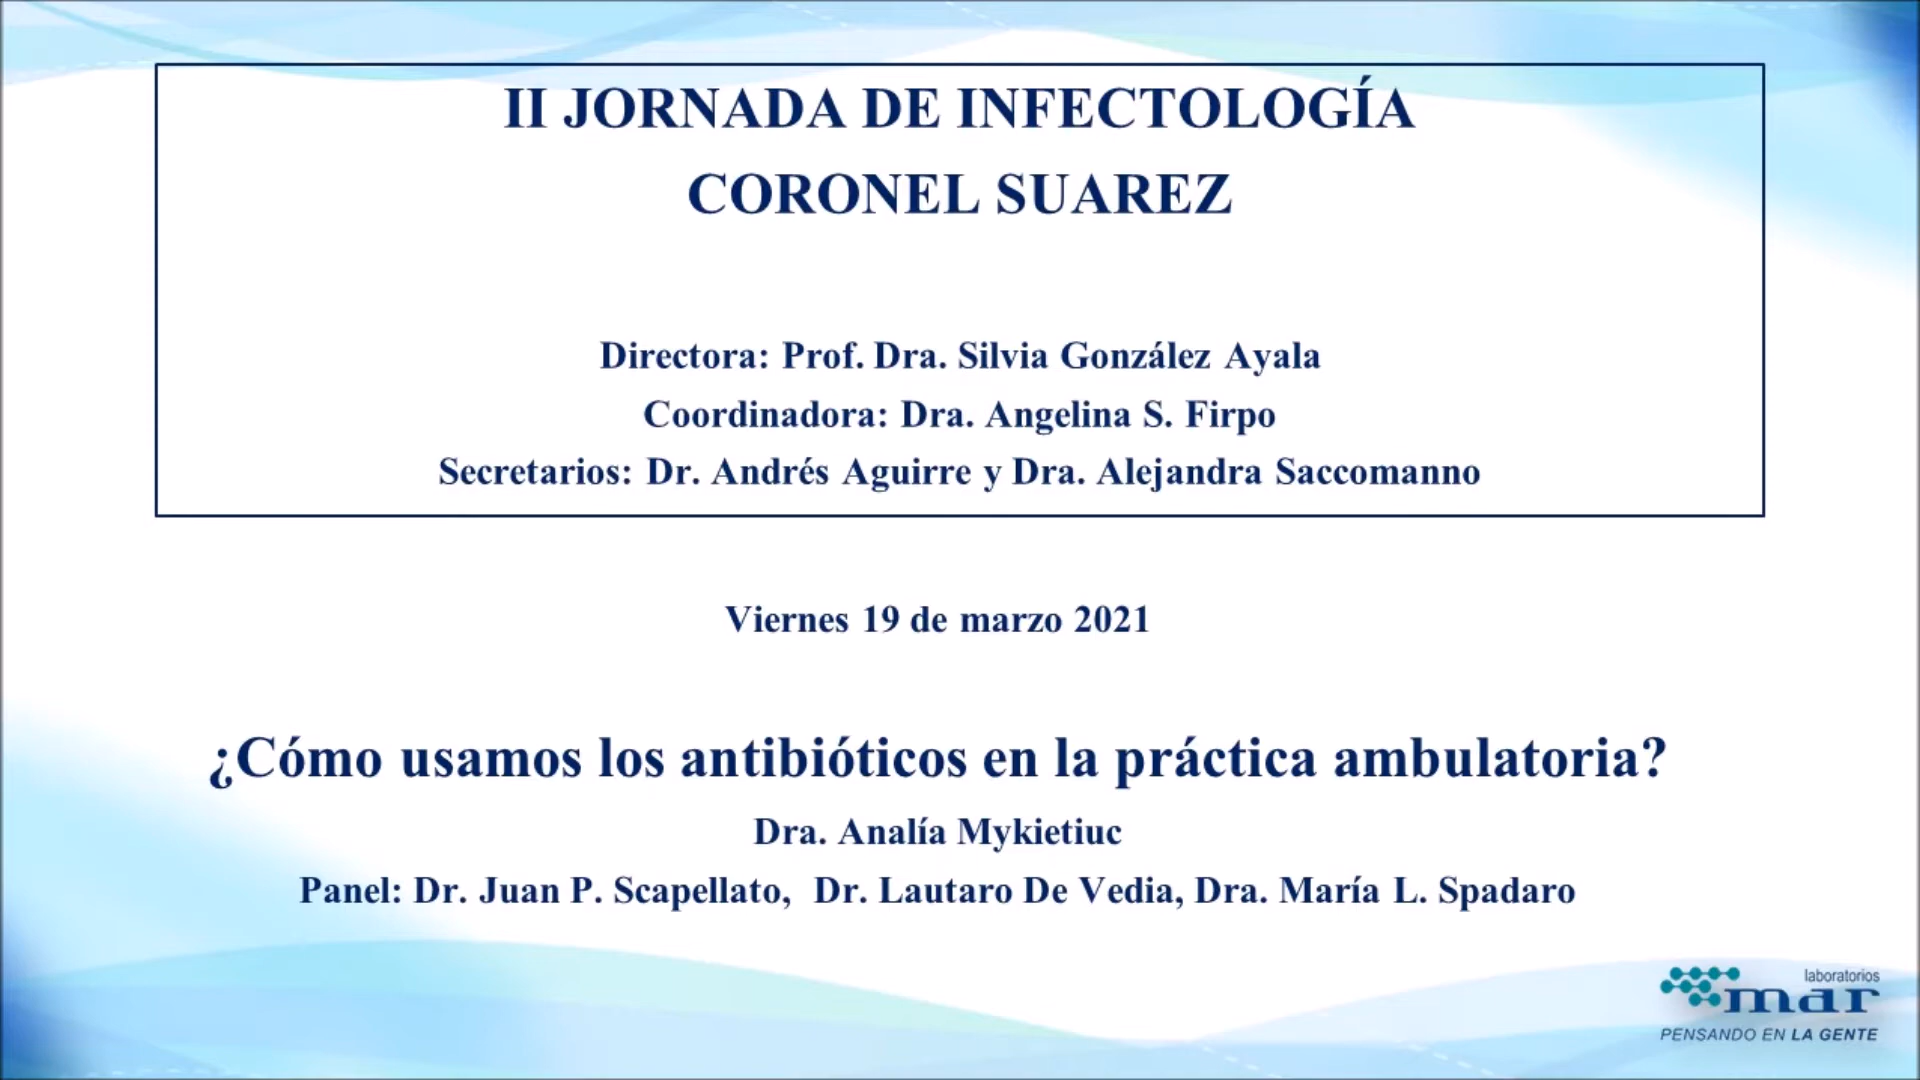 II JORNADA DE INFECTOLOGÍA
CORONEL SUAREZ
Directora: Prof. Dra. Silvia González Ayala
Coordinadora: Dra. Angelina S. Firpo
Secretarios: Dr. Andrés Aguirre y Dra. Alejandra Saccomanno
Viernes 19 de marzo 2021
¿Cómo usamos los antibióticos en la práctica ambulatoria?
Dra. Analía Mykietiuc
Panel: Dr. Juan P. Scapellato, Dr. Lautaro De Vedia, Dra. María L. Spadaro
laboratorios
mar
PENSANDO EN LA GENTE